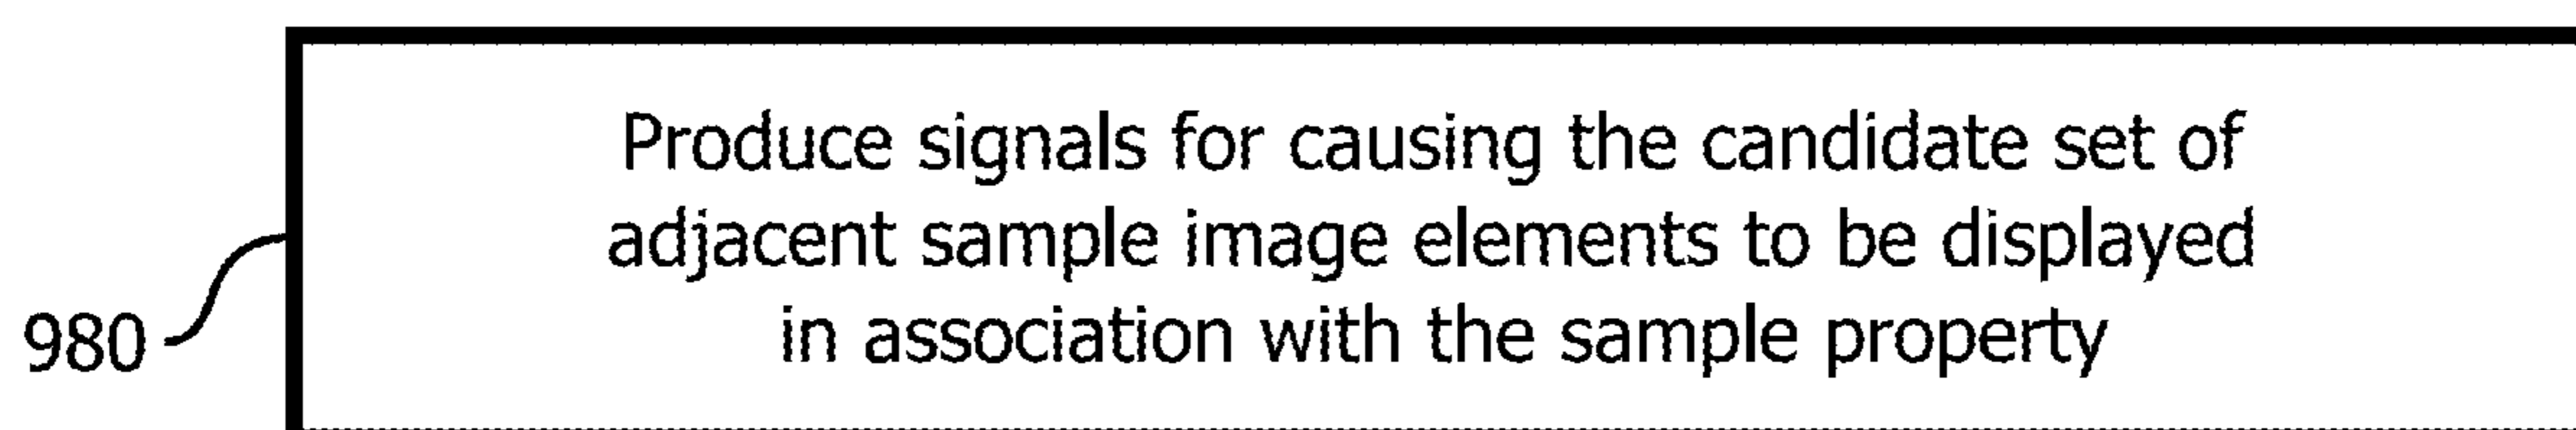 Produce signals for causing the candidate set of
adjacent sample image elements to be displayed
in association with the sample property
980